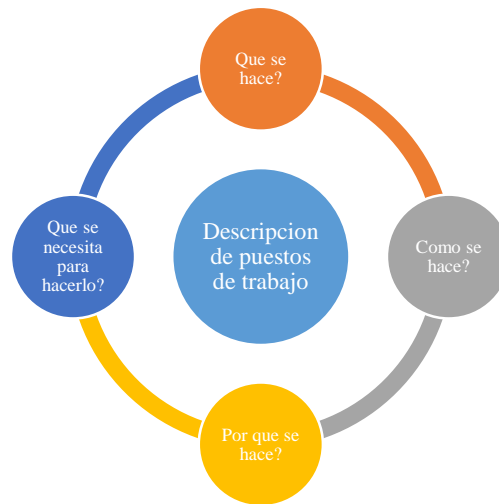 Que se
hace?
Descripcion
de puestos
de trabajo
Como se
hace?
Por que se
hace?
Que se
necesita
para
hacerlo?